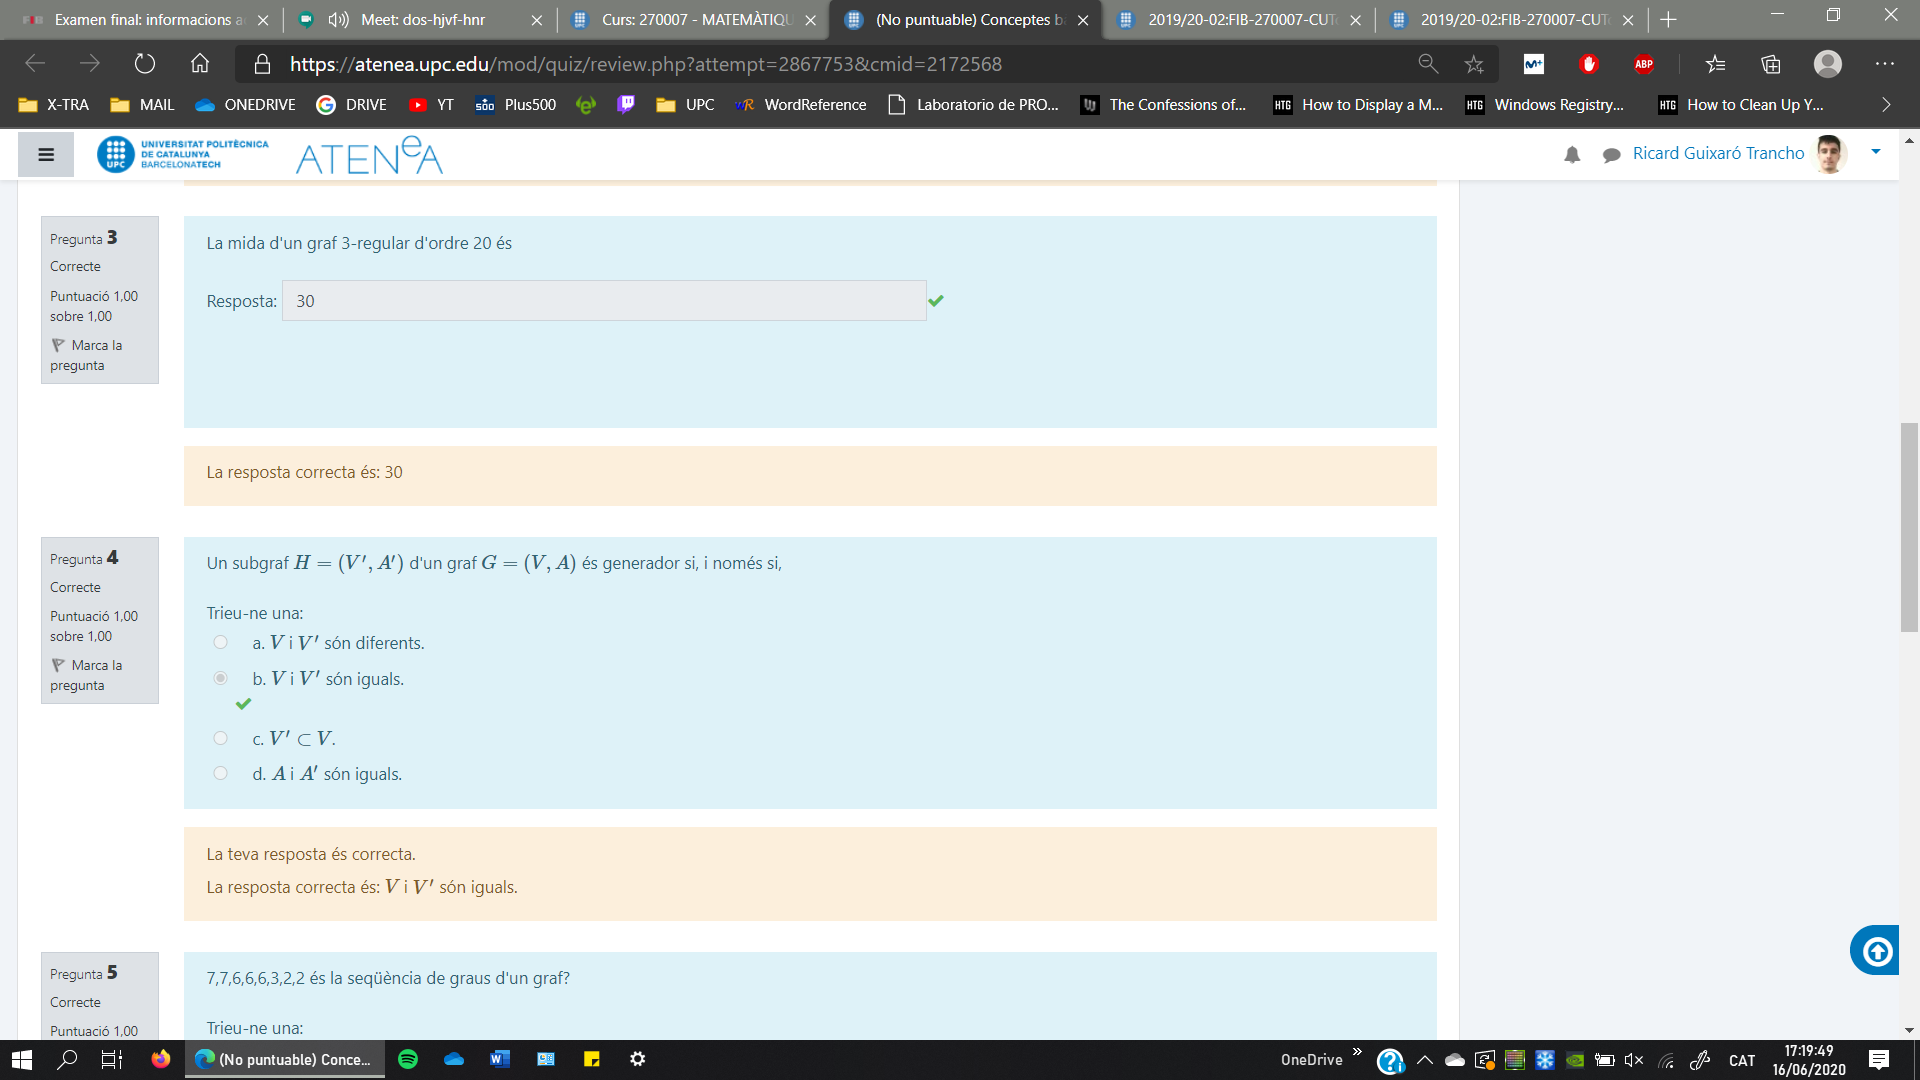 Examen final: informacions a
Meet: dos-hjvf-hnr
Curs: 270007 - MATEMÀTIQU
(No puntuable) Conceptes b
2019/20-02:FIB-270007-CUT
2019/20-02:FIB-270007-CUT
https://atenea.upc.edu/mod/quiz/review.php?attempt=2867753&cmid=2172568
ABP
X-TRA
MAIL
ONEDRIVE
DRIVE
YT
Plus500
UPC
WordReference
Laboratorio de PRO...
The Confessions of...
HTG How to Display a M...
HTG Windows Registry...
HTG How to Clean Up Y...
UPC
UNIVERSITAT POLITÈCNICA
DE CATALUNYA
BARCELONATECH
ATENeA
Ricard Guixaró Trancho
Pregunta 3
Correcte
Puntuació 1,00
sobre 1,00
Marca la
pregunta
La mida d'un graf 3-regular d'ordre 20 és
Resposta: 30
La resposta correcta és: 30
Pregunta 4
Correcte
Puntuació 1,00
sobre 1,00
Marca la
pregunta
Un subgraf H = (V′, A′) d'un graf G = (V, A) és generador si, i només si,
Trieu-ne una:
a. V i V′ són diferents.
b. V i V′ són iguals.
c. V′ ⊂ V.
d. A i A′ són iguals.
La teva resposta és correcta.
La resposta correcta és: V i V′ són iguals.
Pregunta 5
Correcte
Puntuació 1,00
7,7,6,6,6,3,2,2 és la seqüència de graus d'un graf?
Trieu-ne una:
(No puntuable) Conce...
OneDrive
CAT
17:19:49
16/06/2020